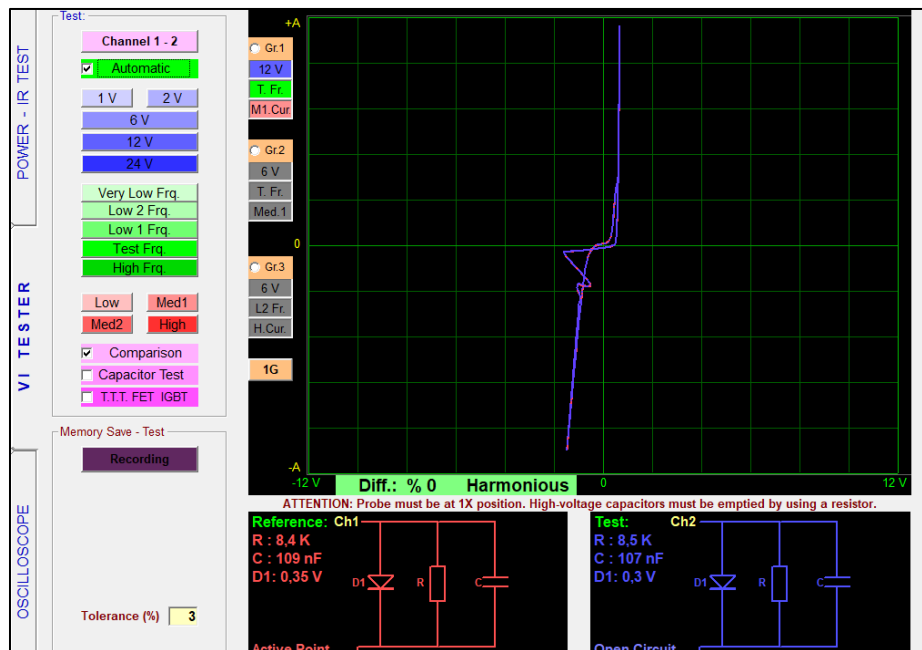 POWER - IR TEST
VI TESTER
OSCILLOSCOPE
Test:
Channel 1 - 2
Automatic
1 V
2 V
6 V
12 V
24 V
Very Low Frq.
Low 2 Frq.
Low 1 Frq.
Test Frq.
High Frq.
Low
Med1
Med2
High
Comparison
Capacitor Test
T.T.T. FET IGBT
Memory Save - Test
Recording
Tolerance (%) 3
Gr.1
12 V
T. Fr.
M1.Cur.
Gr.2
6 V
T. Fr.
Med.1
Gr.3
6 V
L2 Fr.
H.Cur.
1G
+A
0
-A
-12 V
0
12 V
Diff.: % 0 Harmonious
ATTENTION: Probe must be at 1X position. High-voltage capacitors must be emptied by using a resistor.
Reference: Ch1
R : 8,4 K
C : 109 nF
D1: 0,35 V
D1
R
C
Active Point
Test: Ch2
R : 8,5 K
C : 107 nF
D1: 0,3 V
D1
R
C
Open Circuit